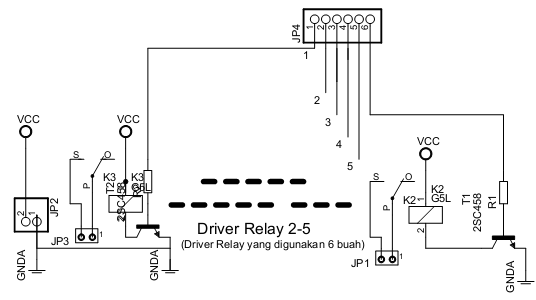 JP4
1 2 3 4 5 6
1
2
3
4
5
VCC
VCC
VCC
S O
P
K3
T2
2SC458
K3
G5L
2 1
JP2
JP3
1
GNDA
GNDA
Driver Relay 2-5
(Driver Relay yang digunakan 6 buah)
S O
P
JP1
1
K2
K2
G5L
1
2
T1
2SC458
R1
GNDA